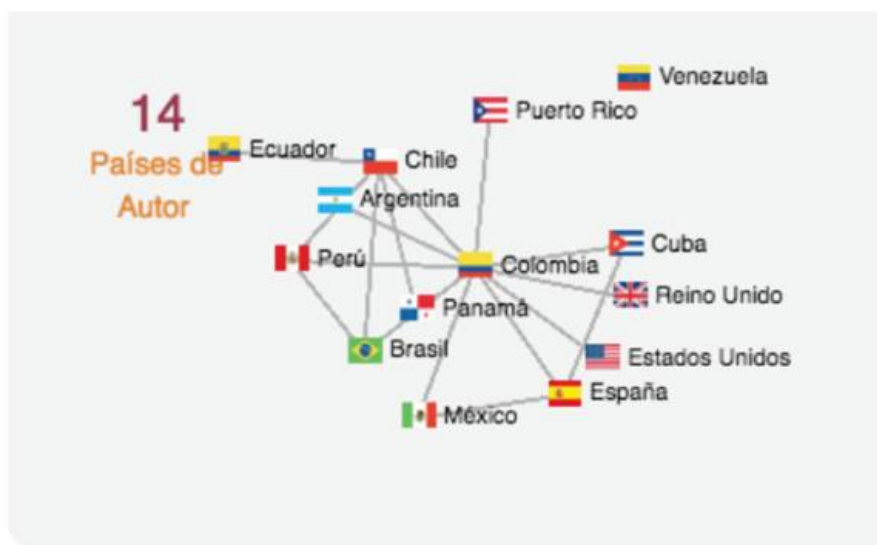 14
Países de
Autor
Venezuela
Puerto Rico
Ecuador
Chile
Argentina
Cuba
Perú
Colombia
Reino Unido
Panamá
Brasil
Estados Unidos
España
México